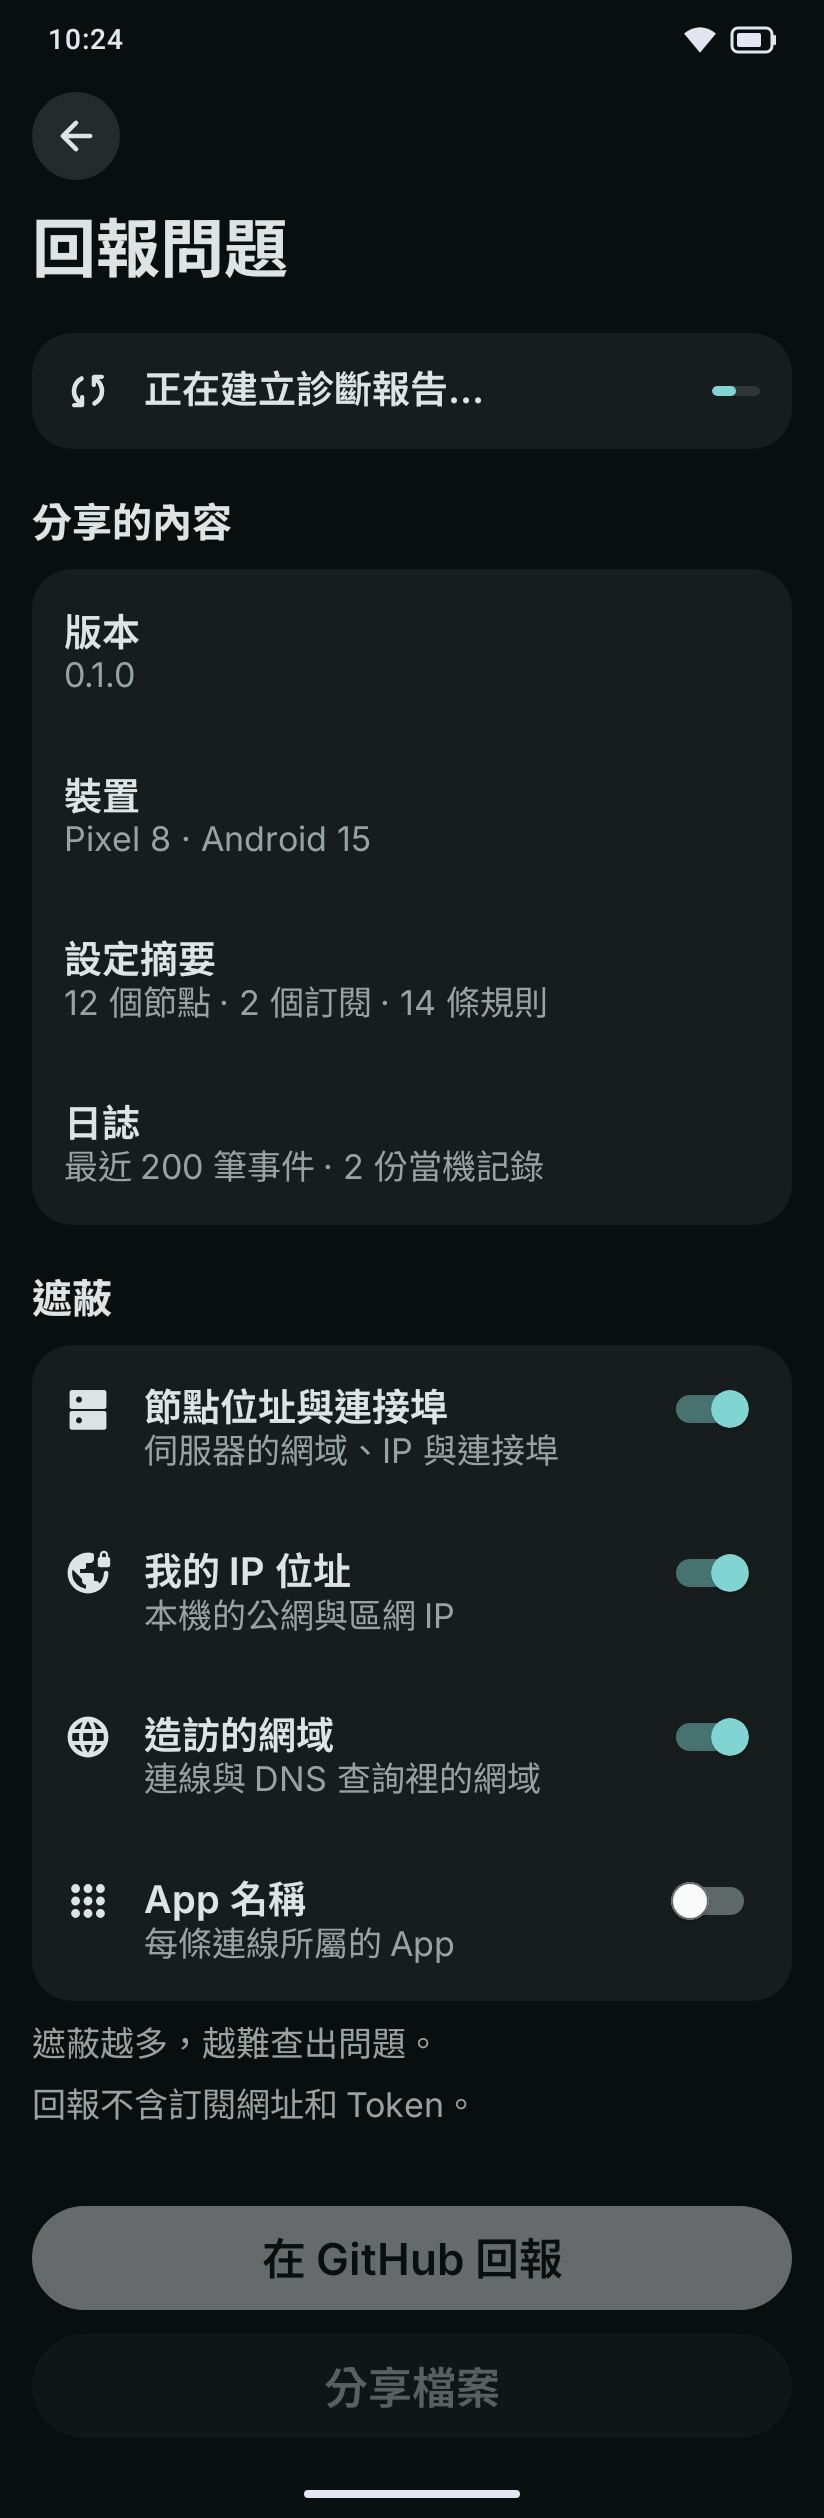 10:24
回報問題
正在建立診斷報告...
分享的內容
版本
0.1.0
裝置
Pixel 8 · Android 15
設定摘要
12 個節點 · 2 個訂閱 · 14 條規則
日誌
最近 200 筆事件 · 2 份當機記錄
遮蔽
節點位址與連接埠
伺服器的網域、IP 與連接埠
我的 IP 位址
本機的公網與區網 IP
造訪的網域
連線與 DNS 查詢裡的網域
App 名稱
每條連線所屬的 App
遮蔽越多，越難查出問題。
回報不含訂閱網址和 Token。
在 GitHub 回報
分享檔案